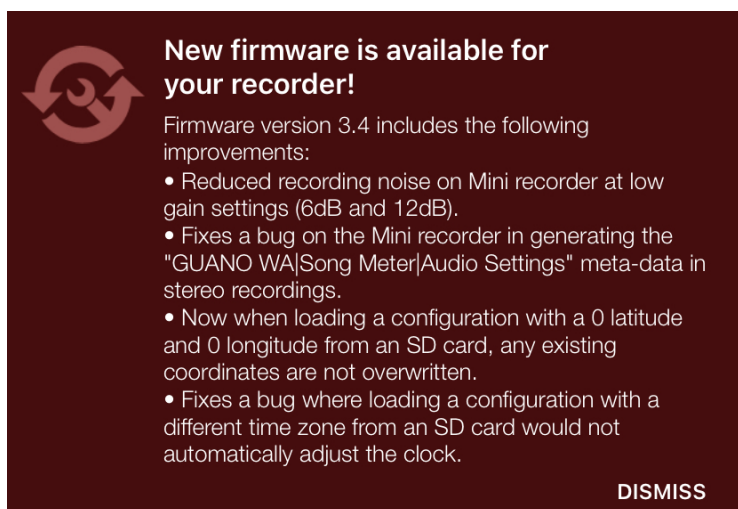 New firmware is available for
your recorder!
Firmware version 3.4 includes the following
improvements:
• Reduced recording noise on Mini recorder at low
gain settings (6dB and 12dB).
• Fixes a bug on the Mini recorder in generating the
"GUANO WA|Song Meter|Audio Settings" meta-data in
stereo recordings.
• Now when loading a configuration with a 0 latitude
and 0 longitude from an SD card, any existing
coordinates are not overwritten.
• Fixes a bug where loading a configuration with a
different time zone from an SD card would not
automatically adjust the clock.
DISMISS